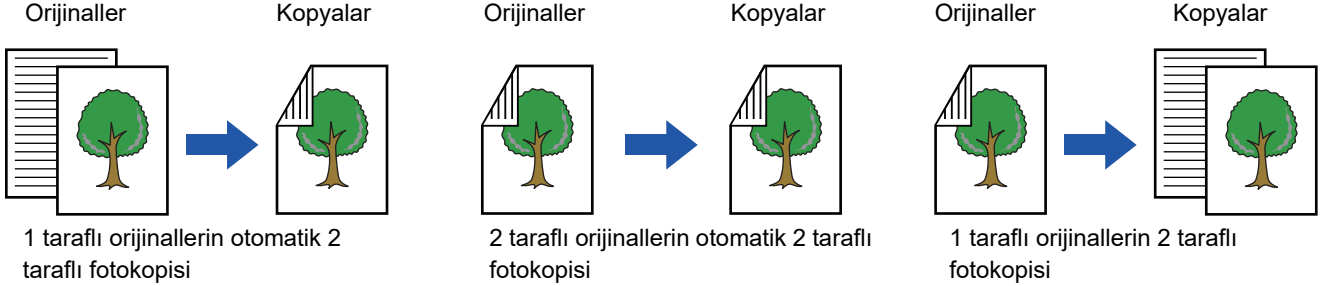 Orijinaller Kopyalar
1 taraflı orijinallerin otomatik 2
taraflı fotokopisi
Orijinaller Kopyalar
2 taraflı orijinallerin otomatik 2 taraflı
fotokopisi
Orijinaller Kopyalar
1 taraflı orijinallerin 2 taraflı
fotokopisi